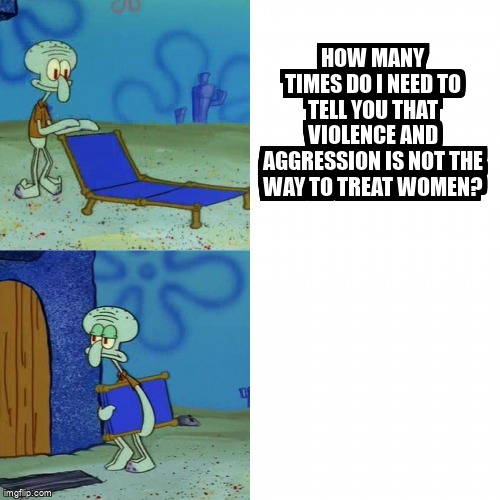 HOW MANY
TIMES DO I NEED TO
TELL YOU THAT
VIOLENCE AND
AGGRESSION IS NOT THE
WAY TO TREAT WOMEN?
imgflip.com